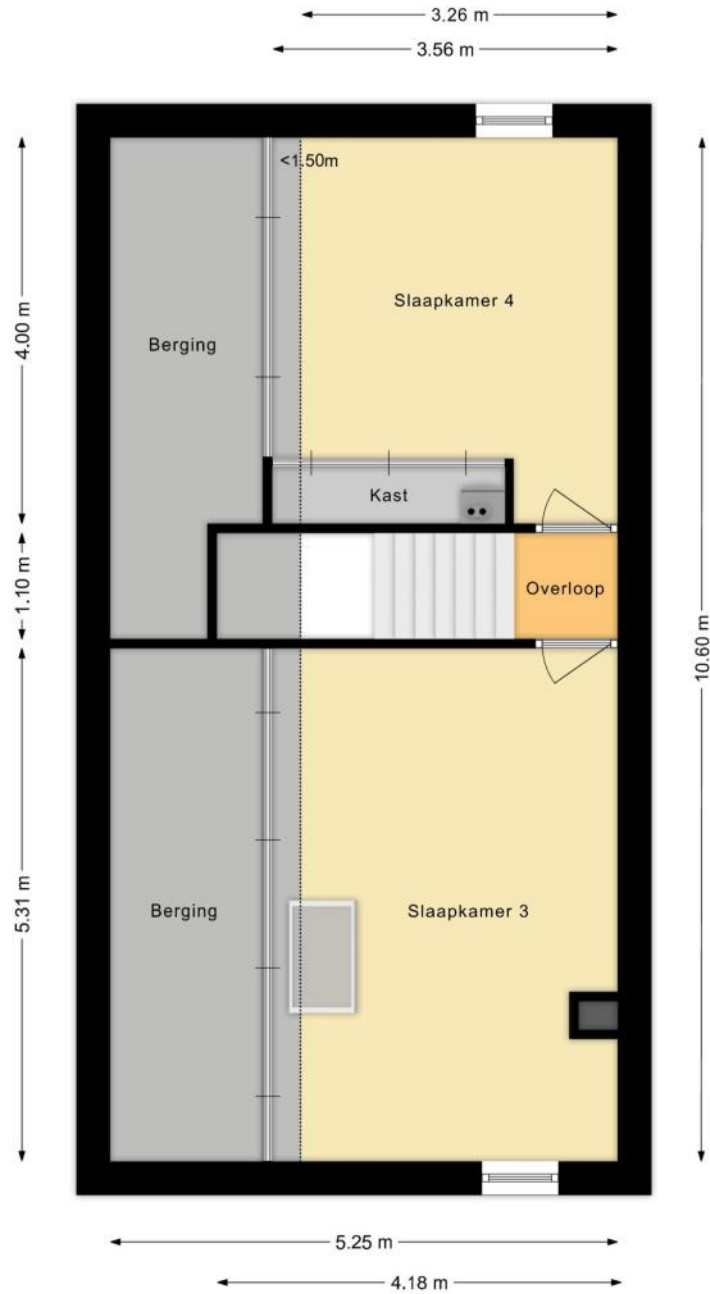 3.26 m
3.56 m
<1.50m
Slaapkamer 4
4.00 m
Berging
Kast
1.10 m
Overloop
10.60 m
5.31 m
Berging
Slaapkamer 3
5.25 m
4.18 m